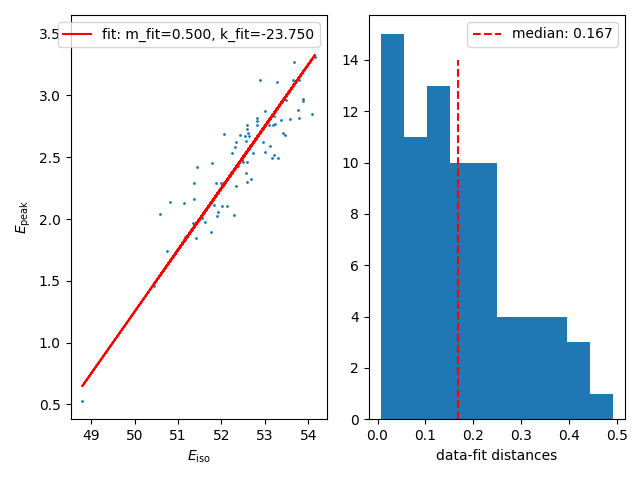 fit: m_fit=0.500, k_fit=-23.750
3.5
3.0
2.5
2.0
1.5
1.0
0.5
E_peak
49 50 51 52 53 54
E_iso
median: 0.167
14
12
10
8
6
4
2
0
0.0 0.1 0.2 0.3 0.4 0.5
data-fit distances